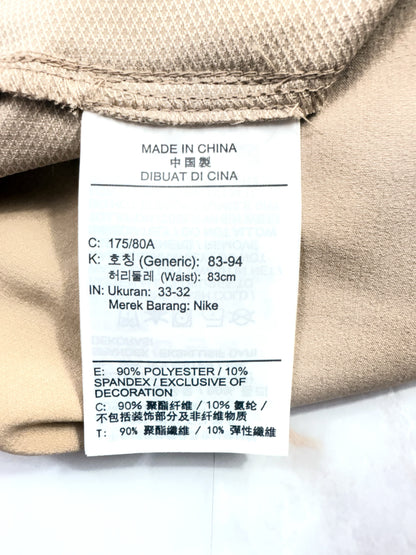 MADE IN CHINA
中国製
DIBUAT DI CINA
C: 175/80A
K: 호칭 (Generic): 83-94
허리둘레 (Waist): 83cm
IN: Ukuran: 33-32
Merek Barang: Nike
E: 90% POLYESTER / 10%
SPANDEX / EXCLUSIVE OF
DECORATION
C: 90% 聚酯纤维 / 10% 氨纶 /
不包括装饰部分及非纤维物质
T: 90% 聚酯纖維 / 10% 彈性纖維